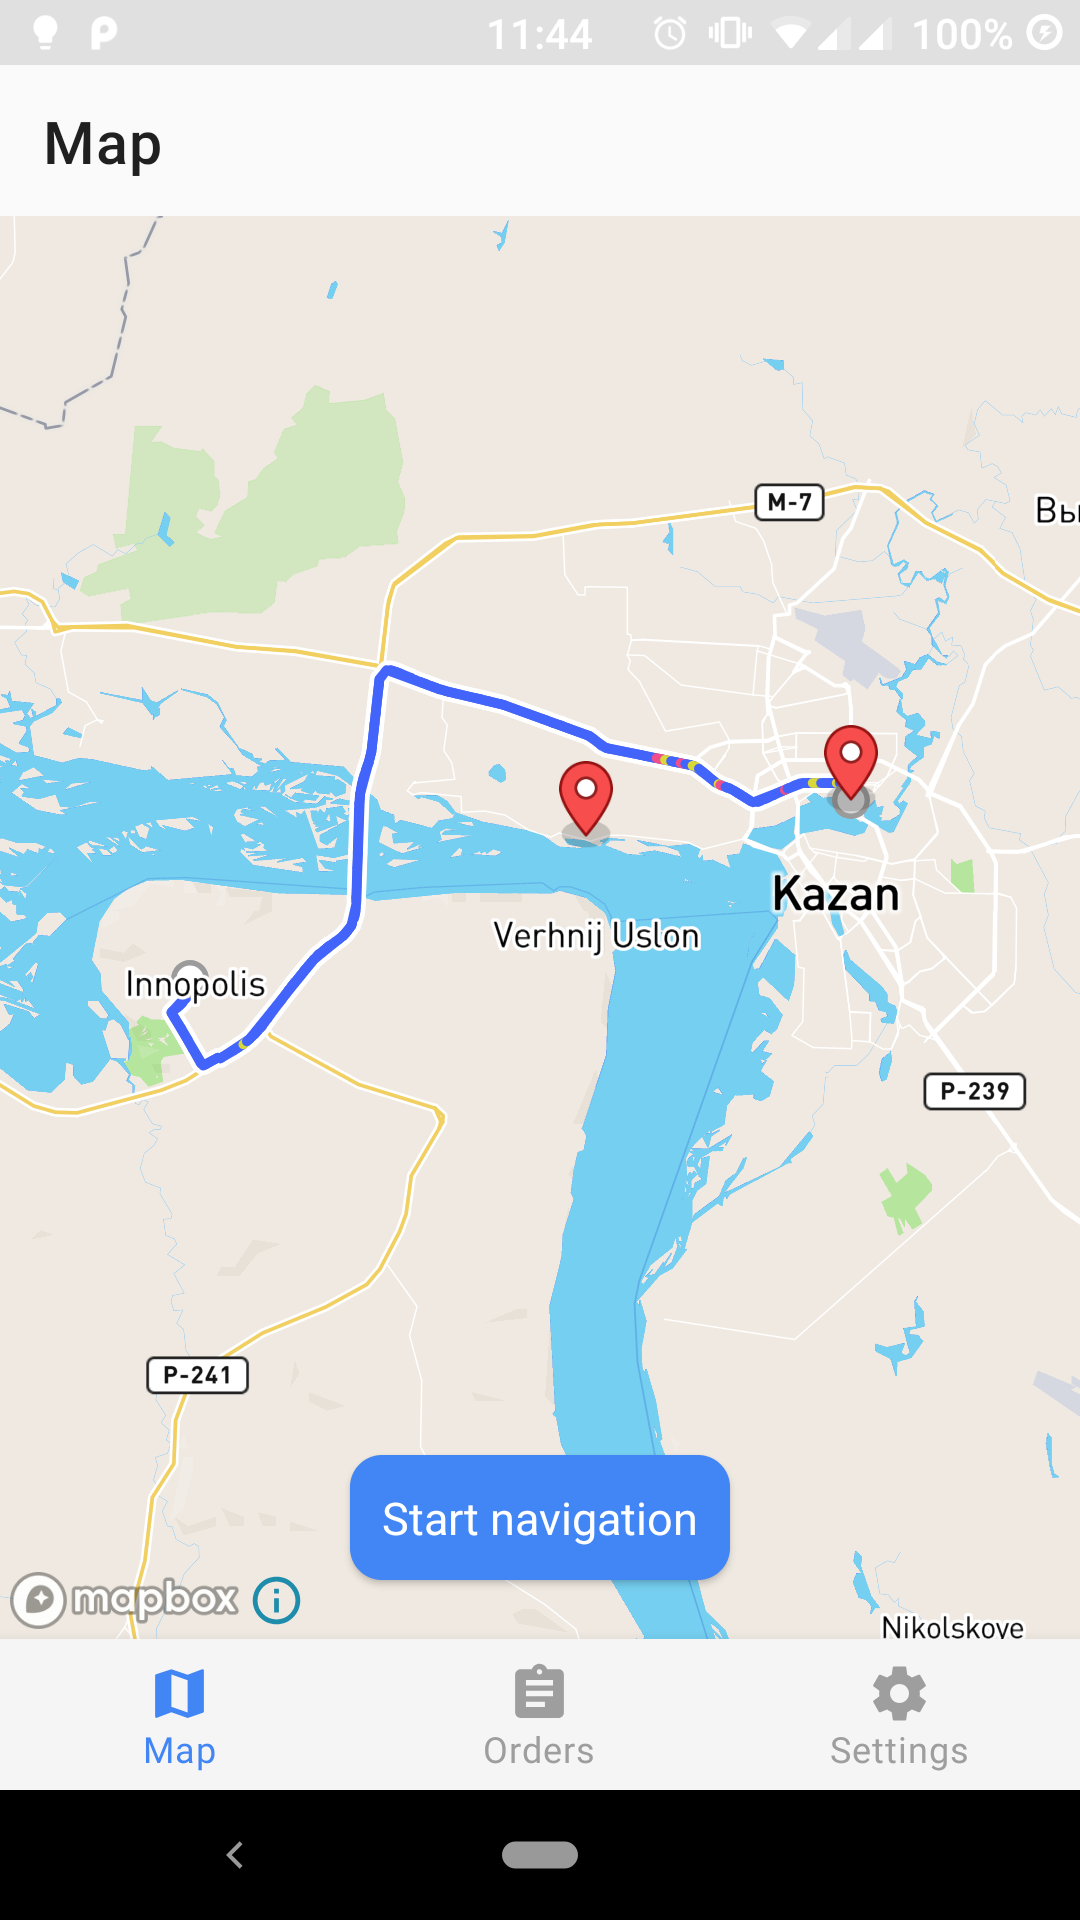 11:44
100%
Map
M-7
Вы
Kazan
Verhnij Uslon
Innopolis
P-239
P-241
Start navigation
mapbox
Nikolskoye
Map
Orders
Settings